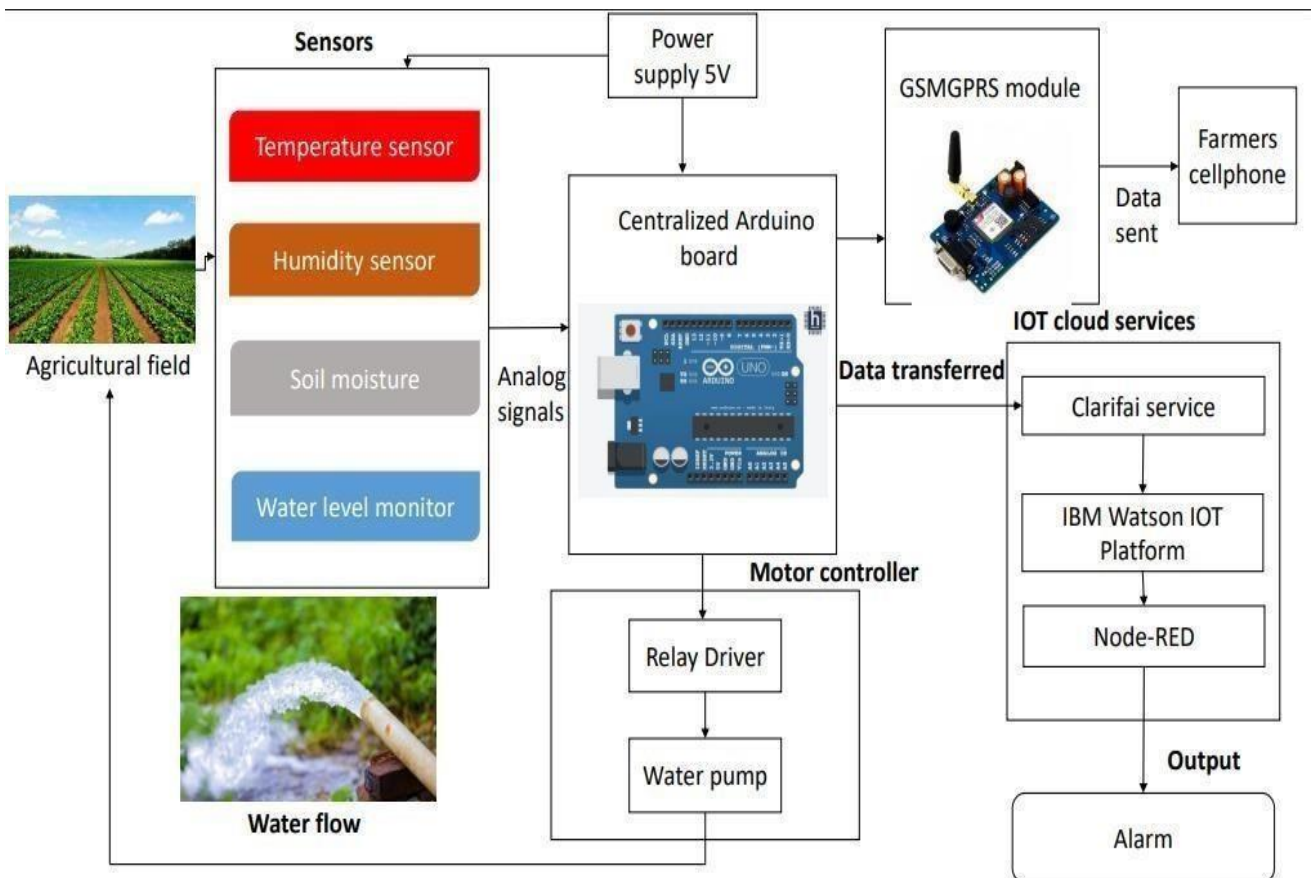 Sensors
Power
supply 5V
GSMGPRS module
Farmers
cellphone
Temperature sensor
Humidity sensor
Soil moisture
Water level monitor
Agricultural field
Analog
signals
Centralized Arduino
board
Data
sent
IOT cloud services
Data transferred
Clarifai service
IBM Watson IOT
Platform
Node-RED
Output
Alarm
Motor controller
Relay Driver
Water pump
Water flow
ARDUINO
UNO
h